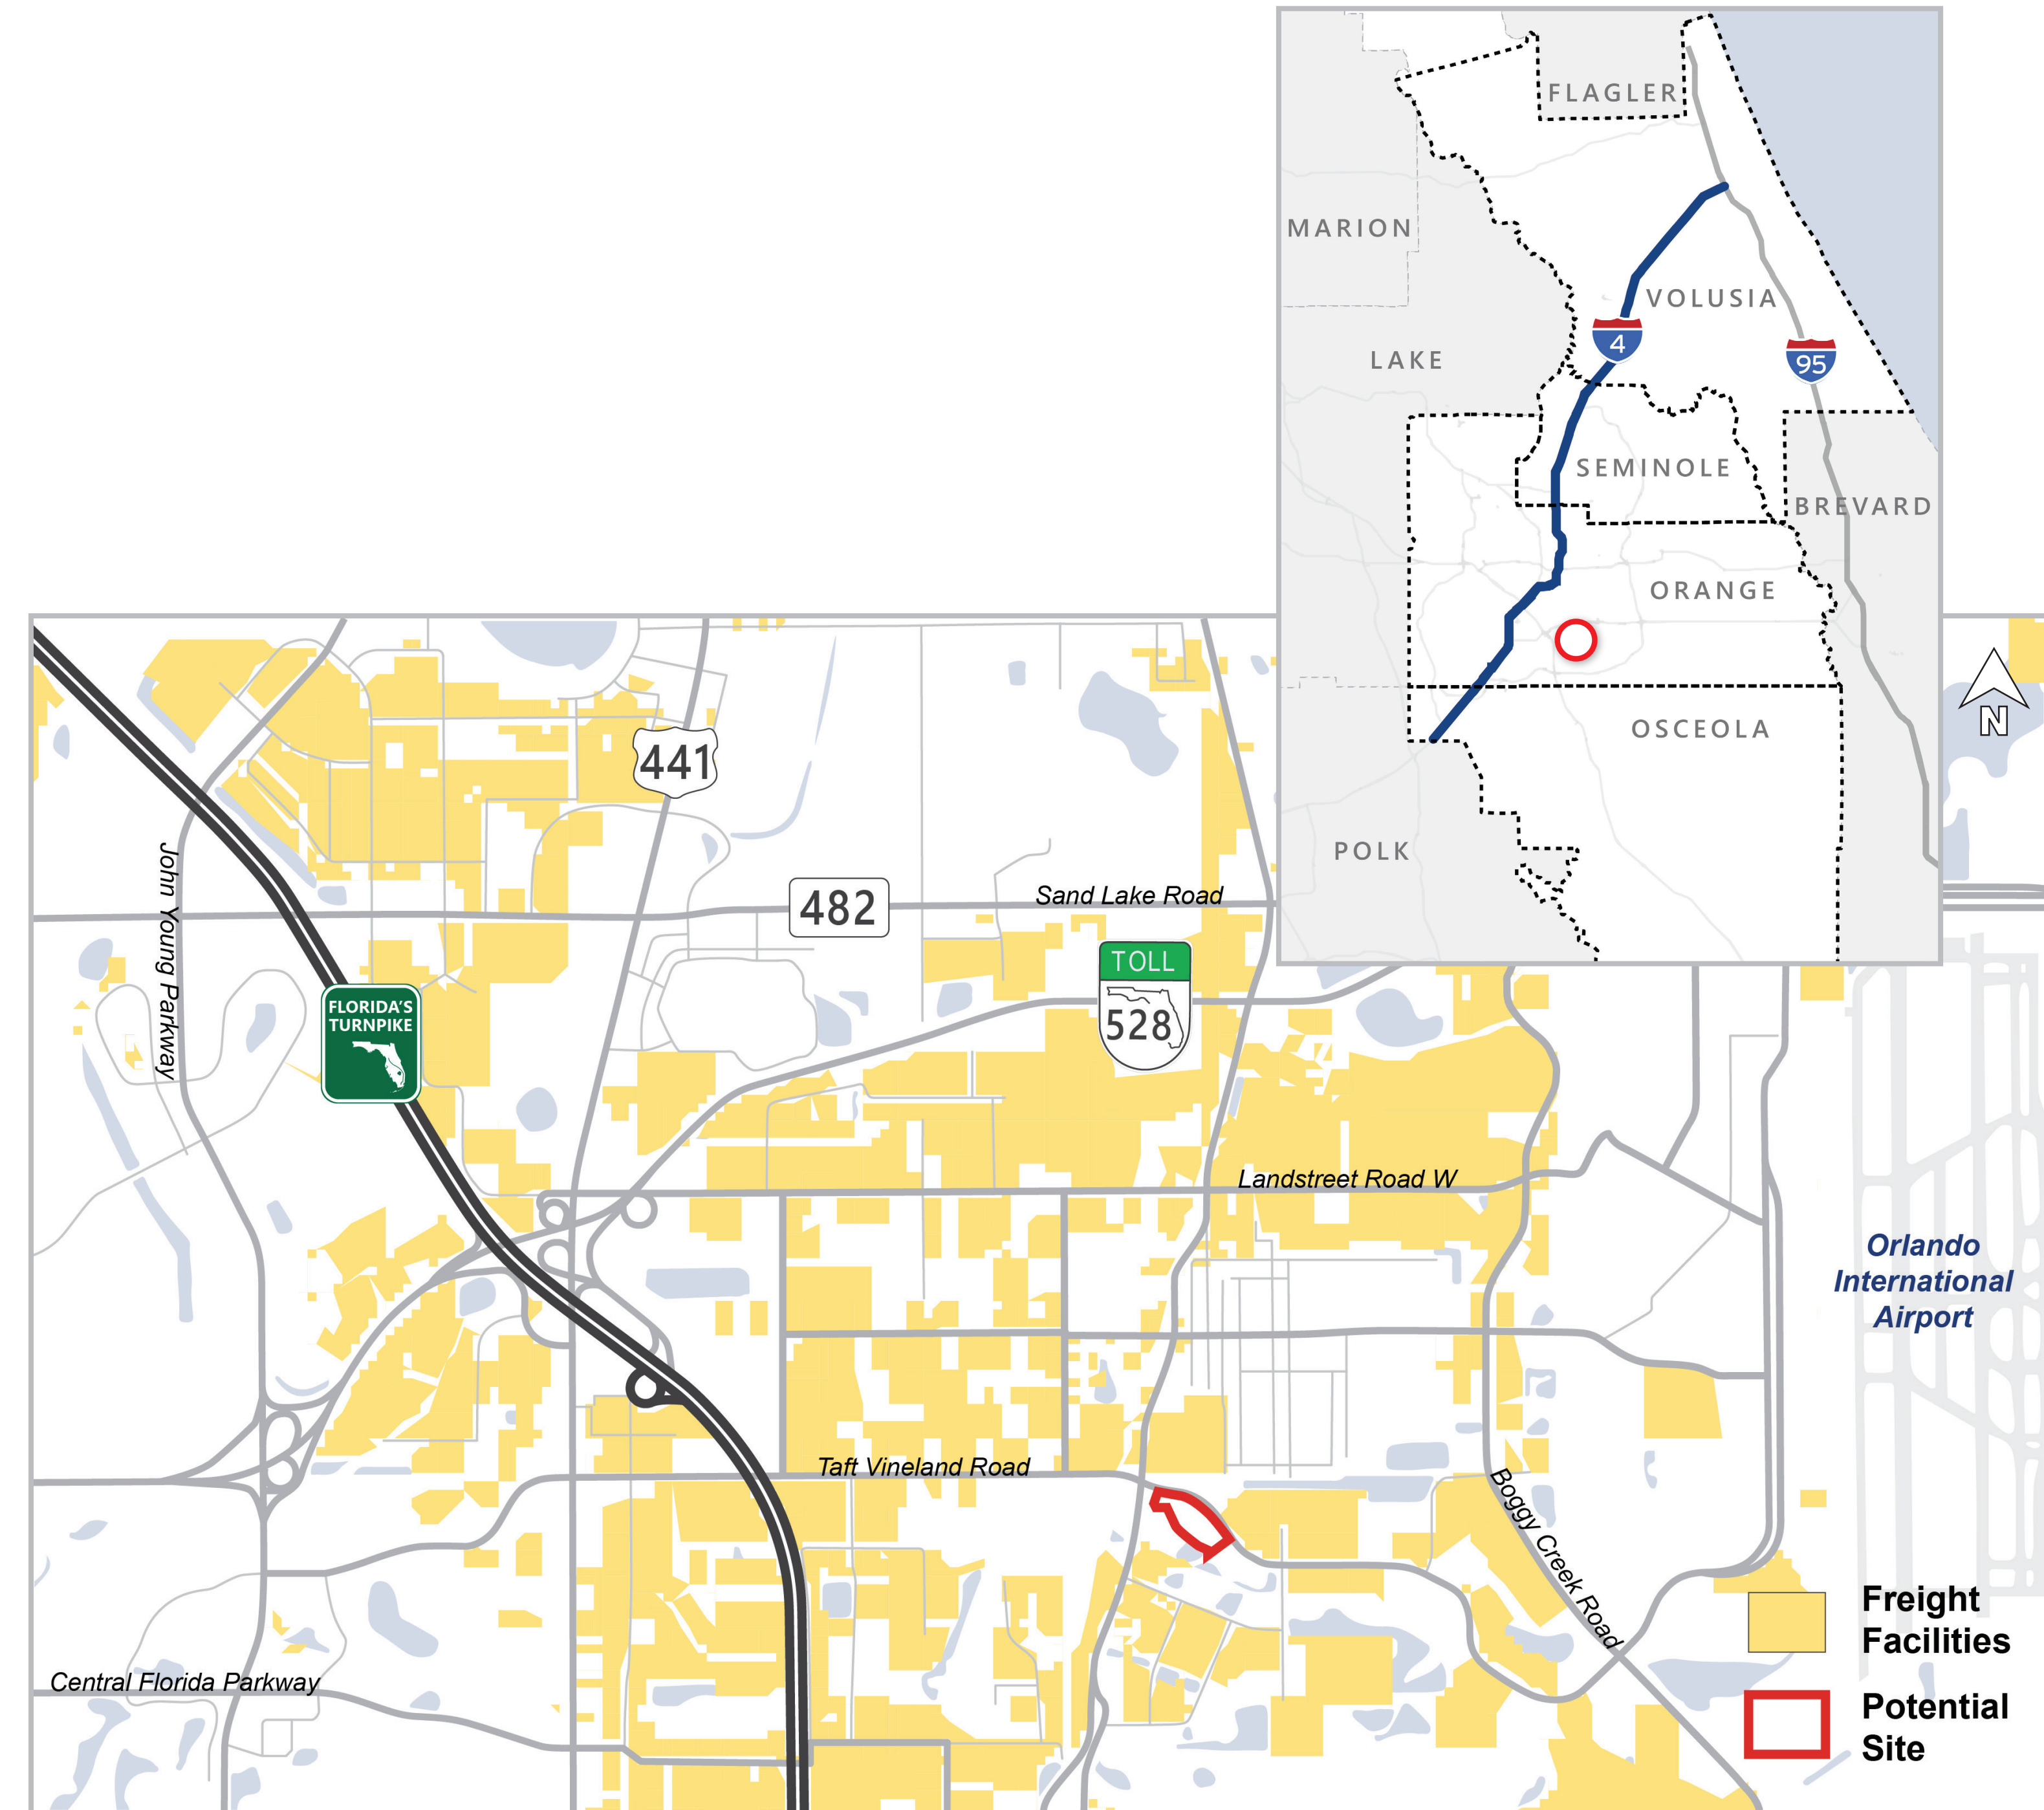 FLAGLER
MARION
VOLUSIA
4
95
LAKE
SEMINOLE
BREVARD
ORANGE
OSCEOLA
POLK
N
441
John Young Parkway
482
Sand Lake Road
TOLL
528
FLORIDA'S
TURNPIKE
Landstreet Road W
Orlando
International
Airport
Taft Vineland Road
Boggy Creek Road
Central Florida Parkway
Freight
Facilities
Potential
Site